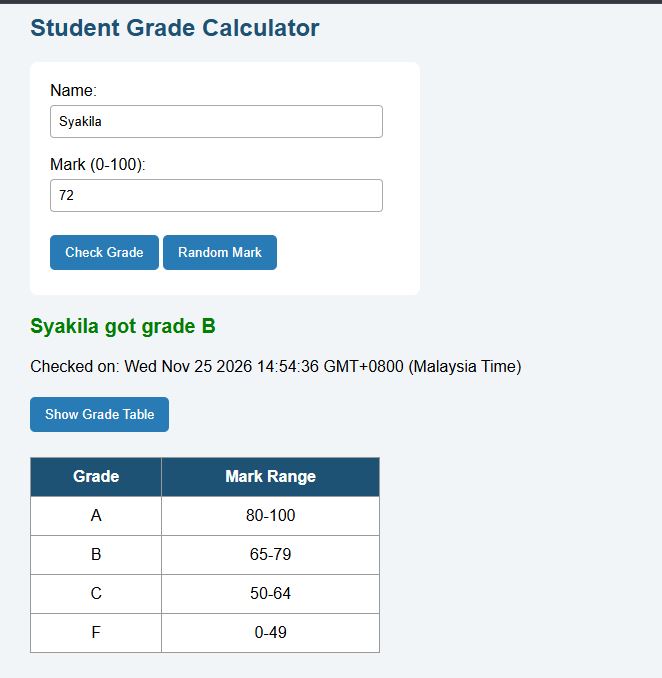 Student Grade Calculator
Name:
Syakila
Mark (0-100):
72
Check Grade Random Mark
Syakila got grade B
Checked on: Wed Nov 25 2026 14:54:36 GMT+0800 (Malaysia Time)
Show Grade Table
Grade Mark Range
A 80-100
B 65-79
C 50-64
F 0-49